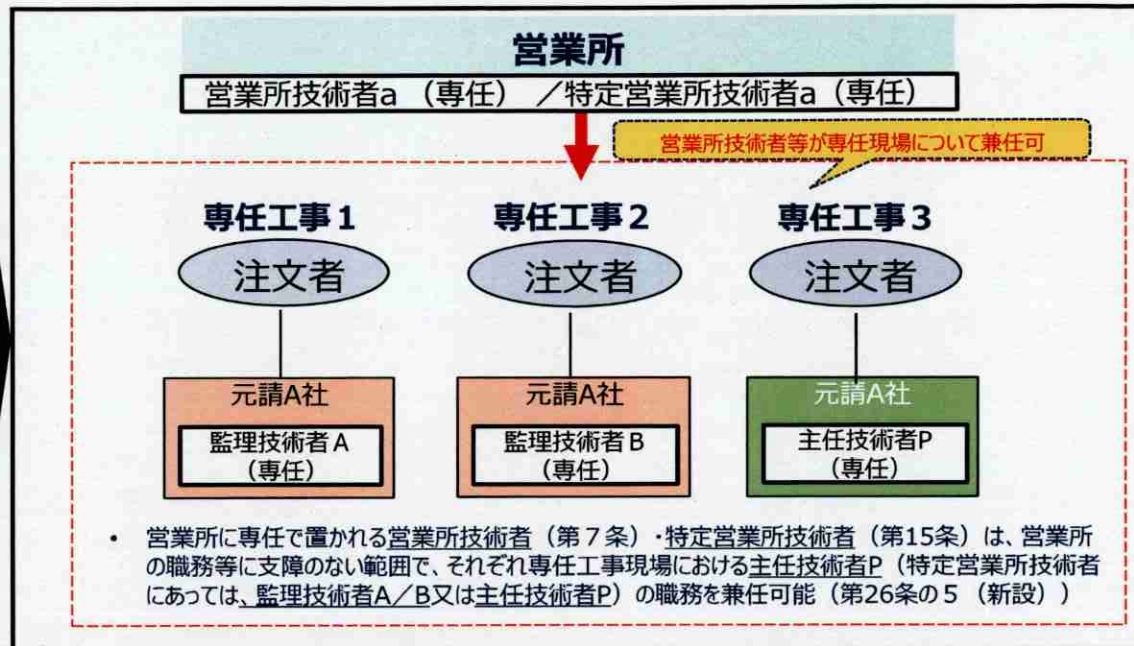 営業所
営業所技術者a （専任） ／特定営業所技術者a（専任）
営業所技術者等が専任現場について兼任可
専任工事１
専任工事２
専任工事３
注文者
注文者
注文者
元請A社
元請A社
元請A社
監理技術者A
（専任）
監理技術者B
（専任）
主任技術者P
（専任）
• 営業所に専任で置かれる営業所技術者（第７条）・特定営業所技術者（第15条）は、営業所
の職務等に支障のない範囲で、それぞれ専任工事現場における主任技術者P（特定営業所技術者
にあっては、監理技術者A／B又は主任技術者P）の職務を兼任可能（第26条の５（新設））